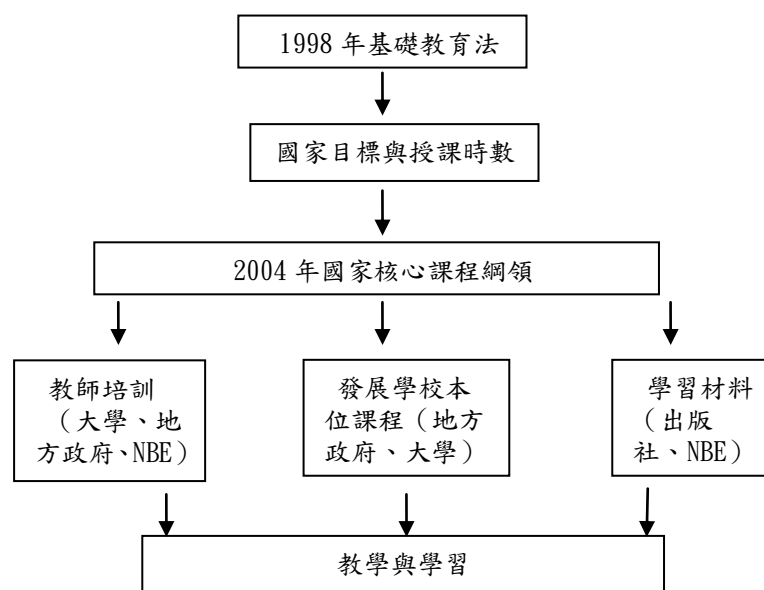 1998 年基礎教育法
國家目標與授課時數
2004 年國家核心課程綱領
教師培訓
（大學、地
方政府、NBE）
發展學校本
位課程（地方
政府、大學）
學習材料
（出版
社、NBE）
教學與學習